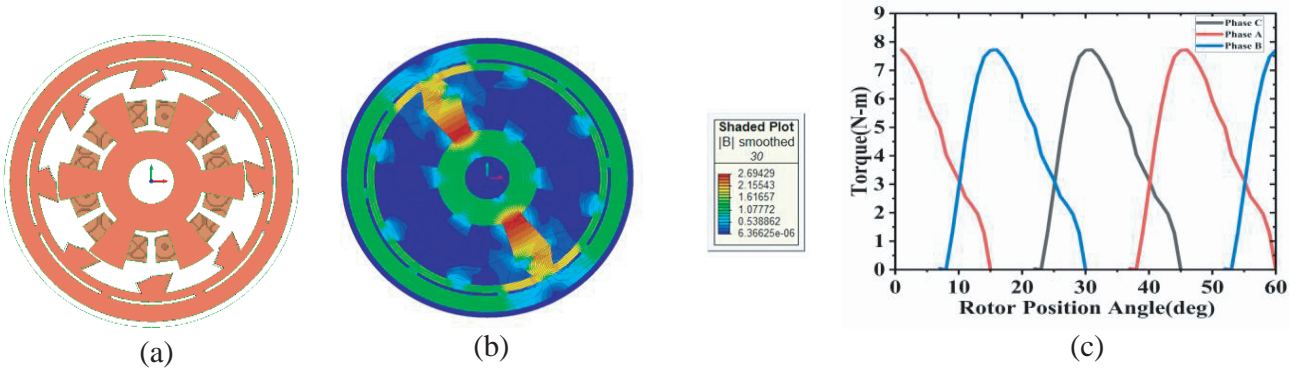 (a)
(b)
Shaded Plot
|B| smoothed
30
2.69429
2.15543
1.61657
1.07772
0.538862
6.36625e-06
9
8
7
6
5
4
3
2
1
0
Torque(N-m)
Phase C
Phase A
Phase B
0 10 20 30 40 50 60
Rotor Position Angle(deg)
(c)